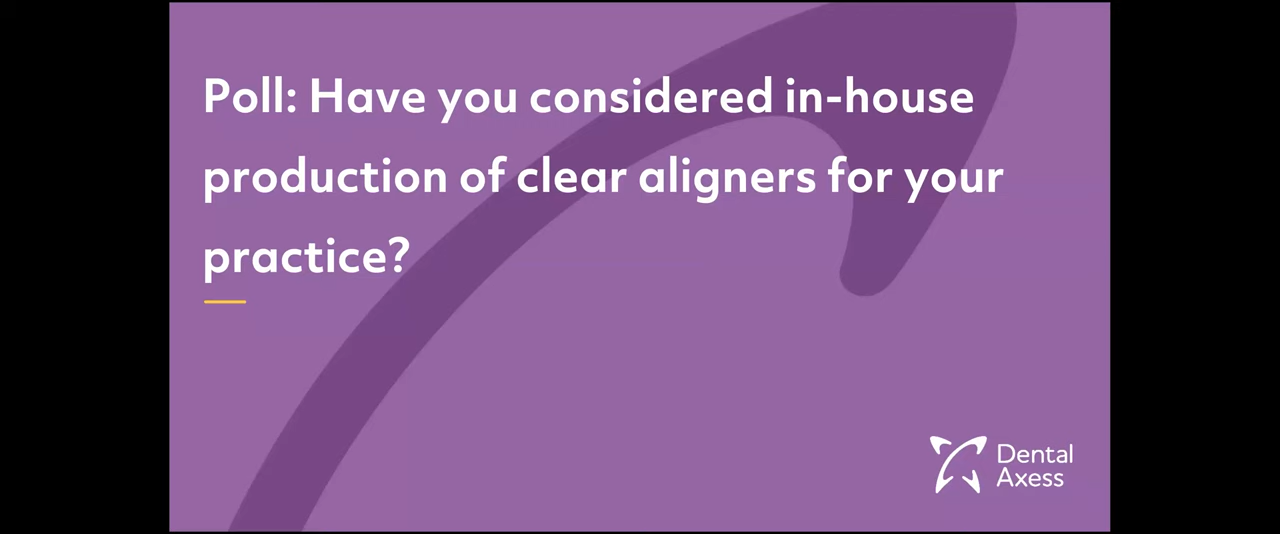 Poll: Have you considered in-house
production of clear aligners for your
practice?
Dental
Axess